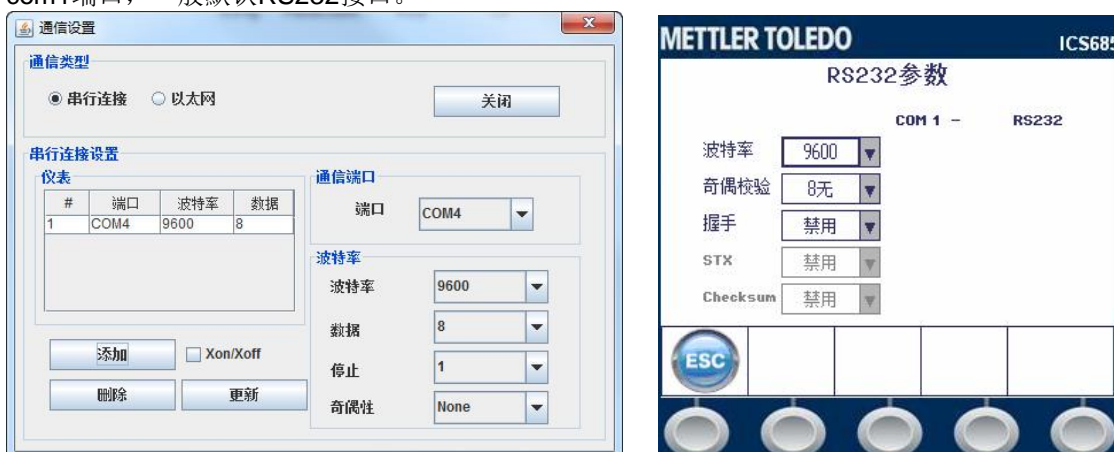 com1端口，一般默认RS232接口。
通信设置
通信类型
串行连接 以太网 关闭
串行连接设置
仪表
# 端口 波特率 数据
1 COM4 9600 8
添加 Xon/Xoff
删除 更新
通信端口
端口 COM4
波特率
波特率 9600
数据 8
停止 1
奇偶性 None
METTLER TOLEDO ICS685
RS232参数
COM 1 - RS232
波特率 9600
奇偶校验 8无
握手 禁用
STX 禁用
Checksum 禁用
ESC